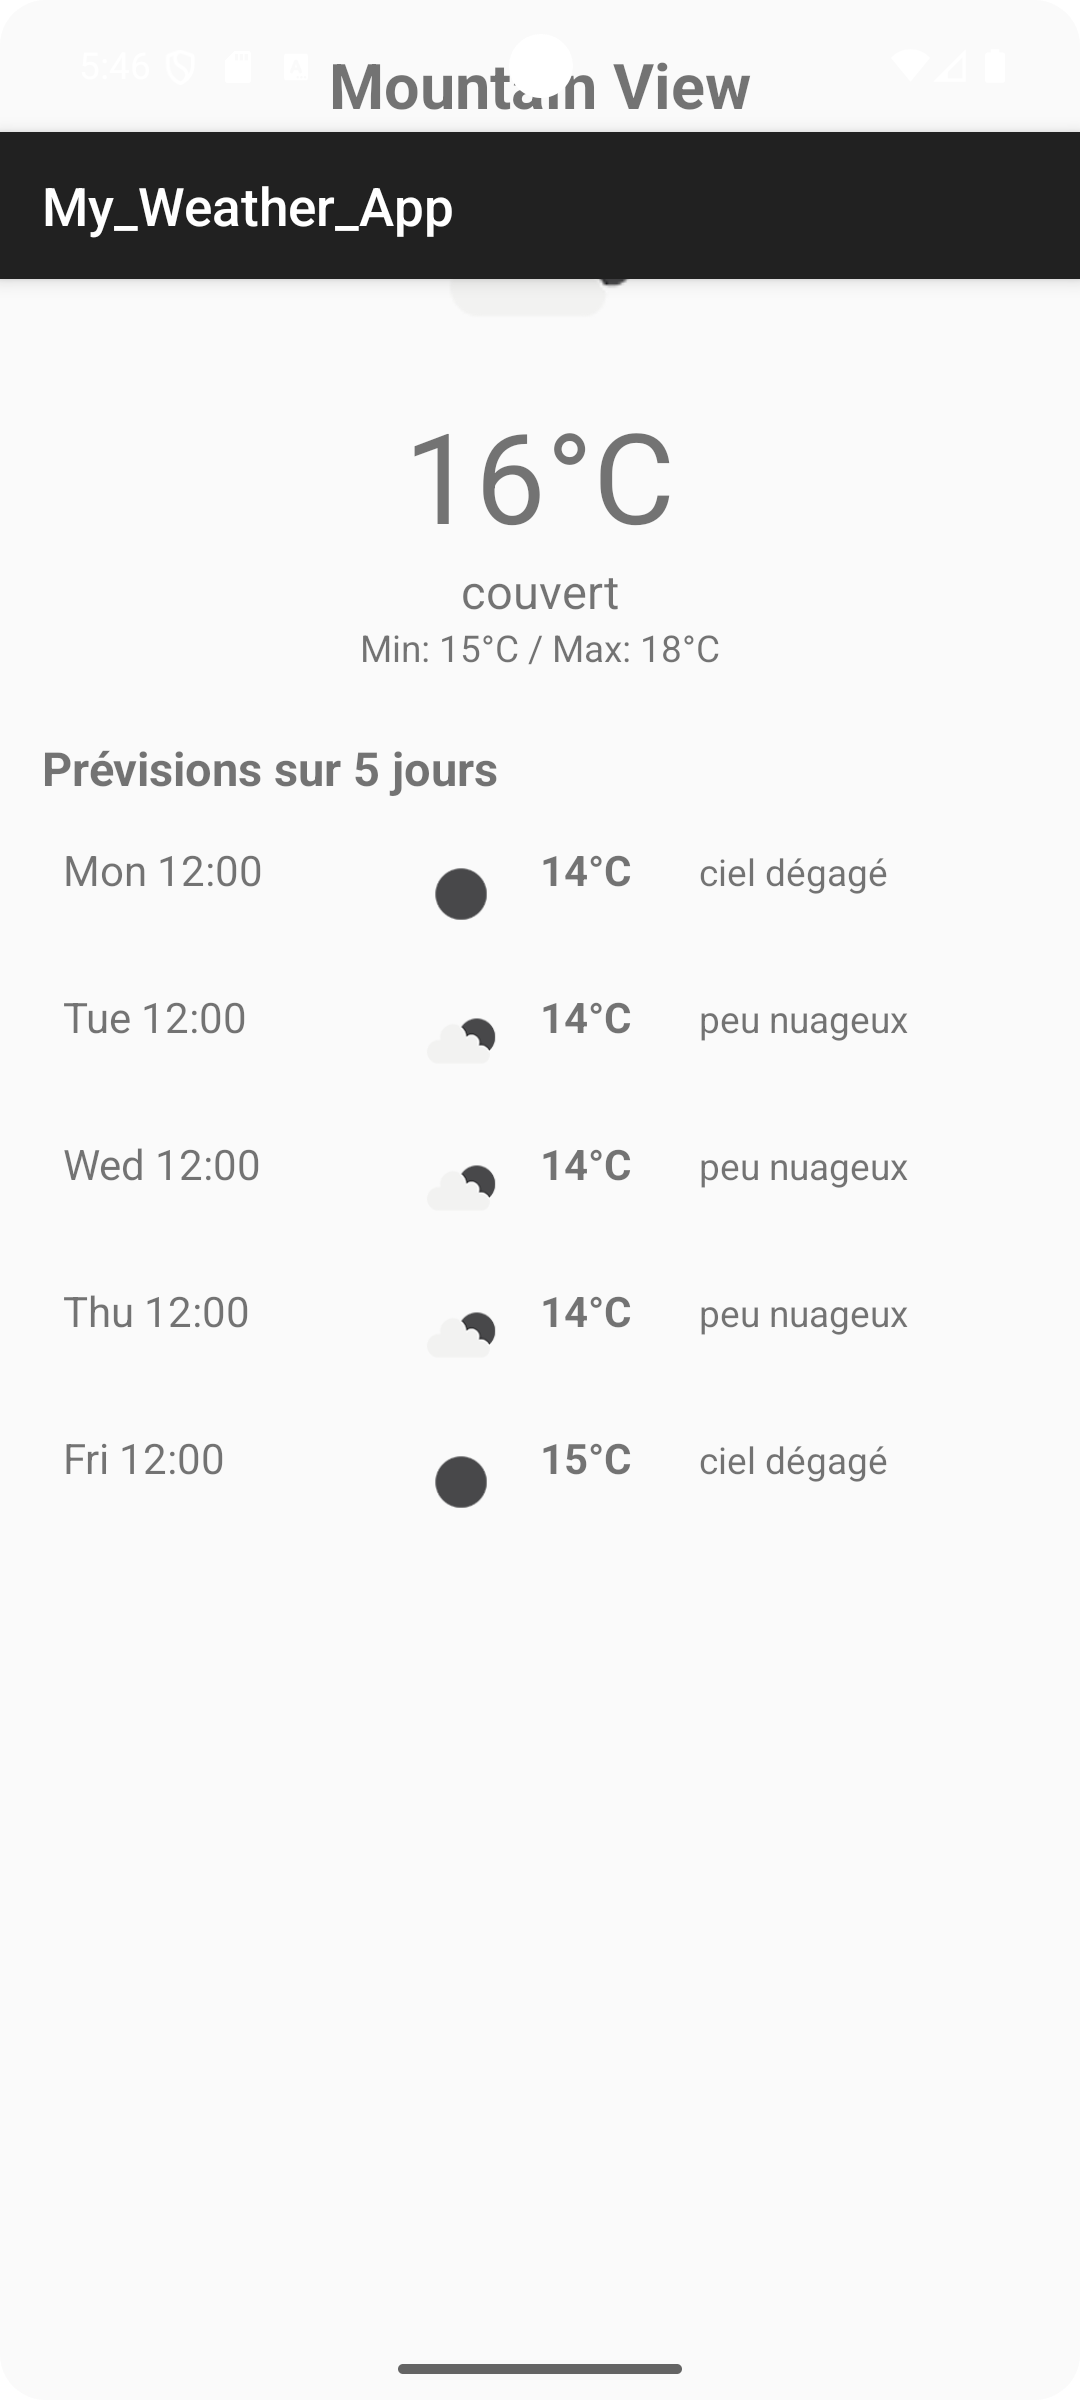 5:46
Mountain View
My_Weather_App
16°C
couvert
Min: 15°C / Max: 18°C
Prévisions sur 5 jours
Mon 12:00 14°C ciel dégagé
Tue 12:00 14°C peu nuageux
Wed 12:00 14°C peu nuageux
Thu 12:00 14°C peu nuageux
Fri 12:00 15°C ciel dégagé